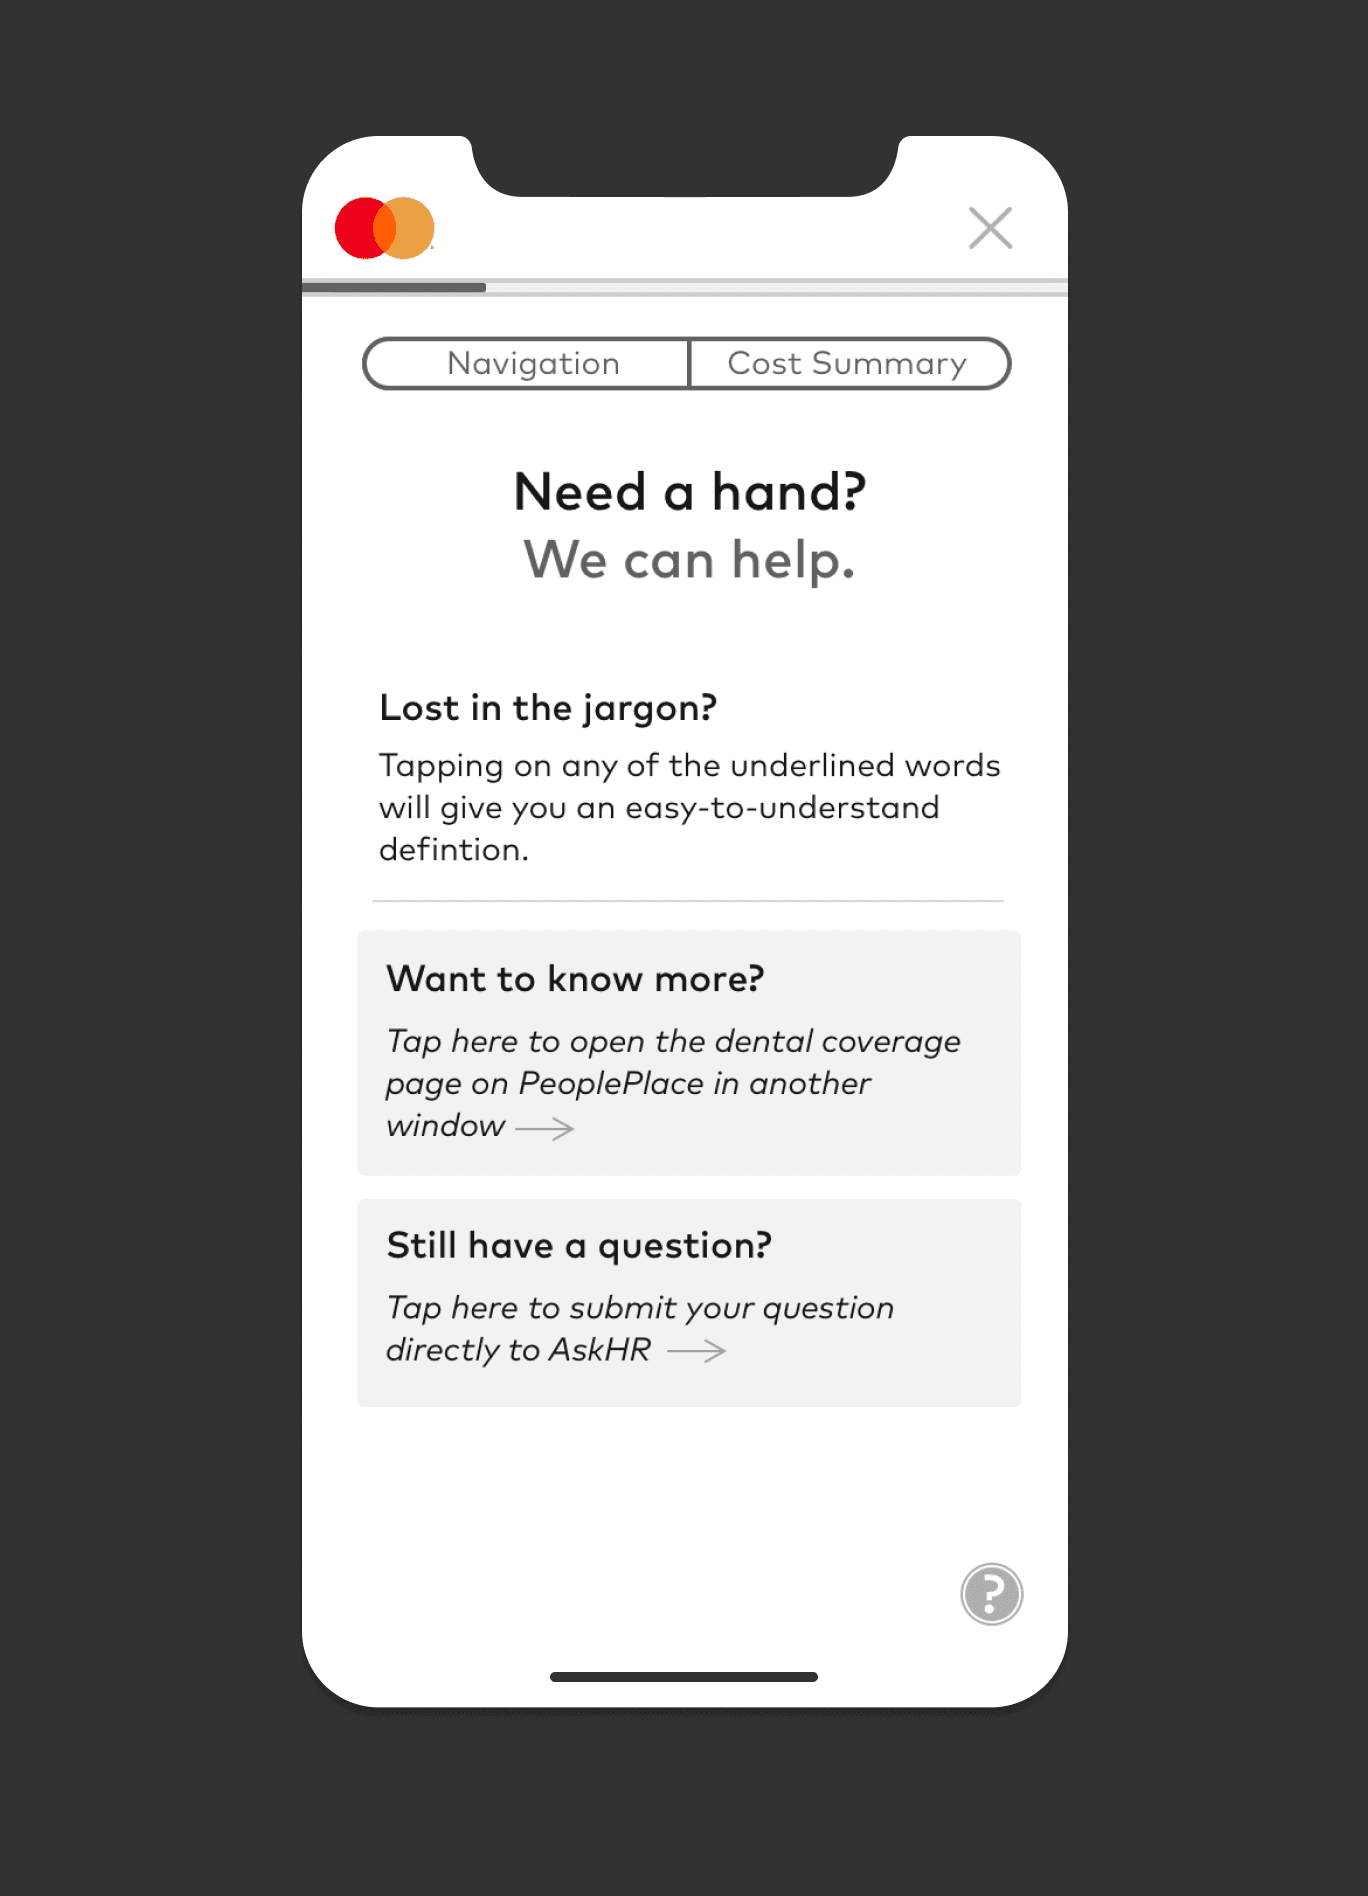 Navigation
Cost Summary
Need a hand?
We can help.
Lost in the jargon?
Tapping on any of the underlined words
will give you an easy-to-understand
defintion.
Want to know more?
Tap here to open the dental coverage
page on PeoplePlace in another
window
Still have a question?
Tap here to submit your question
directly to AskHR
?